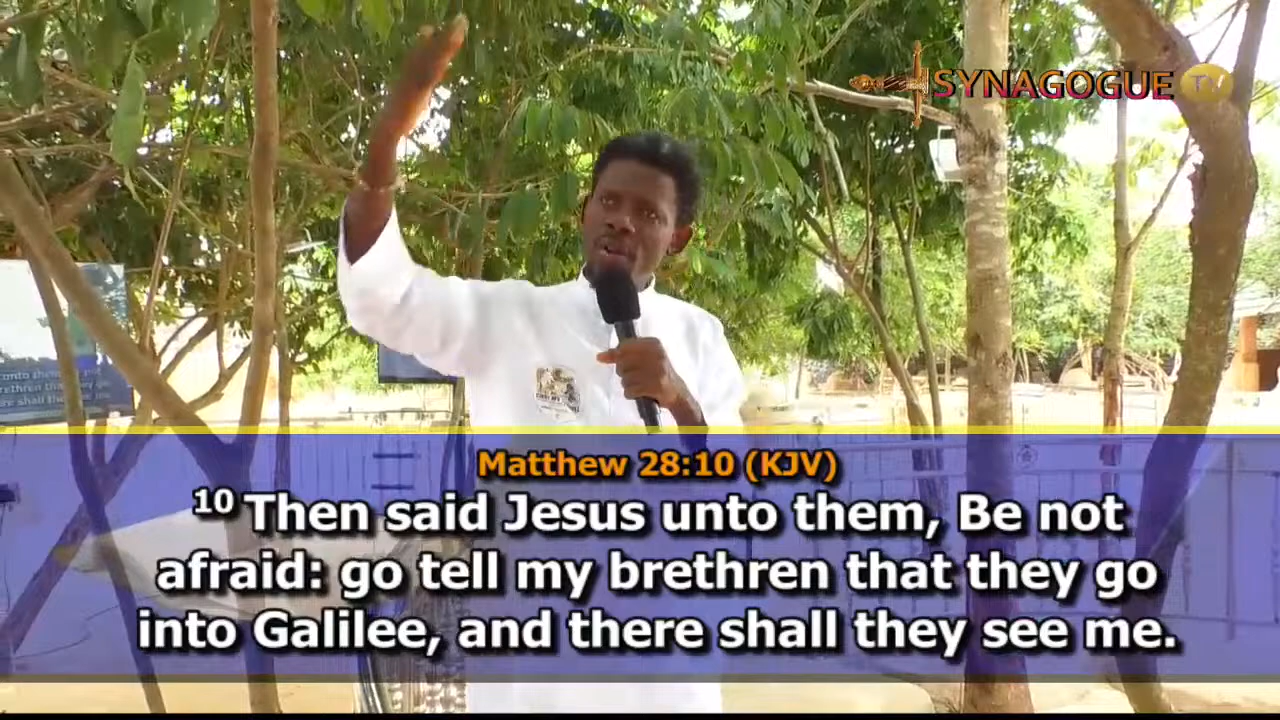 SYNAGOGUE TV
Matthew 28:10 (KJV)
10 Then said Jesus unto them, Be not
afraid: go tell my brethren that they go
into Galilee, and there shall they see me.